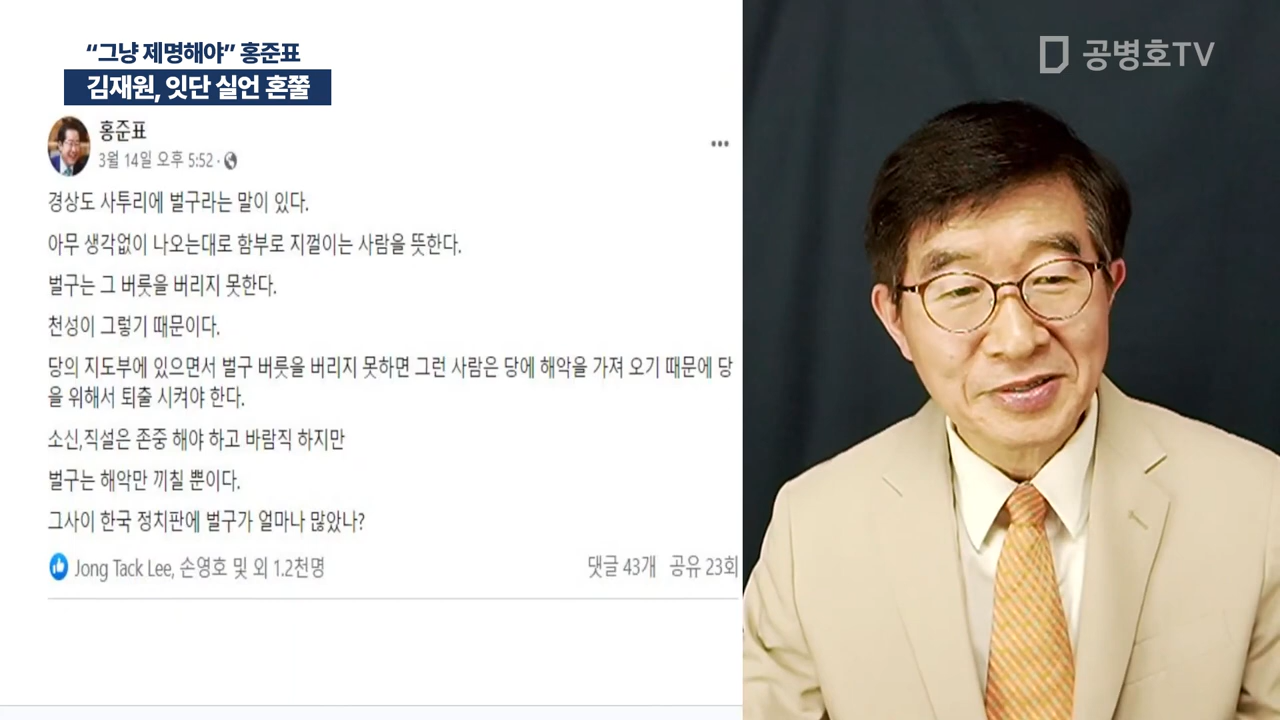 “그냥 제명해야” 홍준표
김재원, 잇단 실언 혼쭐
공병호TV
홍준표
3월 14일 오후 5:52 ·
경상도 사투리에 벌구라는 말이 있다.
아무 생각없이 나오는대로 함부로 지껄이는 사람을 뜻한다.
벌구는 그 버릇을 버리지 못한다.
천성이 그렇기 때문이다.
당의 지도부에 있으면서 벌구 버릇을 버리지 못하면 그런 사람은 당에 해악을 가져 오기 때문에 당
을 위해서 퇴출 시켜야 한다.
소신,직설은 존중 해야 하고 바람직 하지만
벌구는 해악만 끼칠 뿐이다.
그사이 한국 정치판에 벌구가 얼마나 많았나?
Jong Tack Lee, 손영호 및 외 1.2천명
댓글 43개 공유 23회